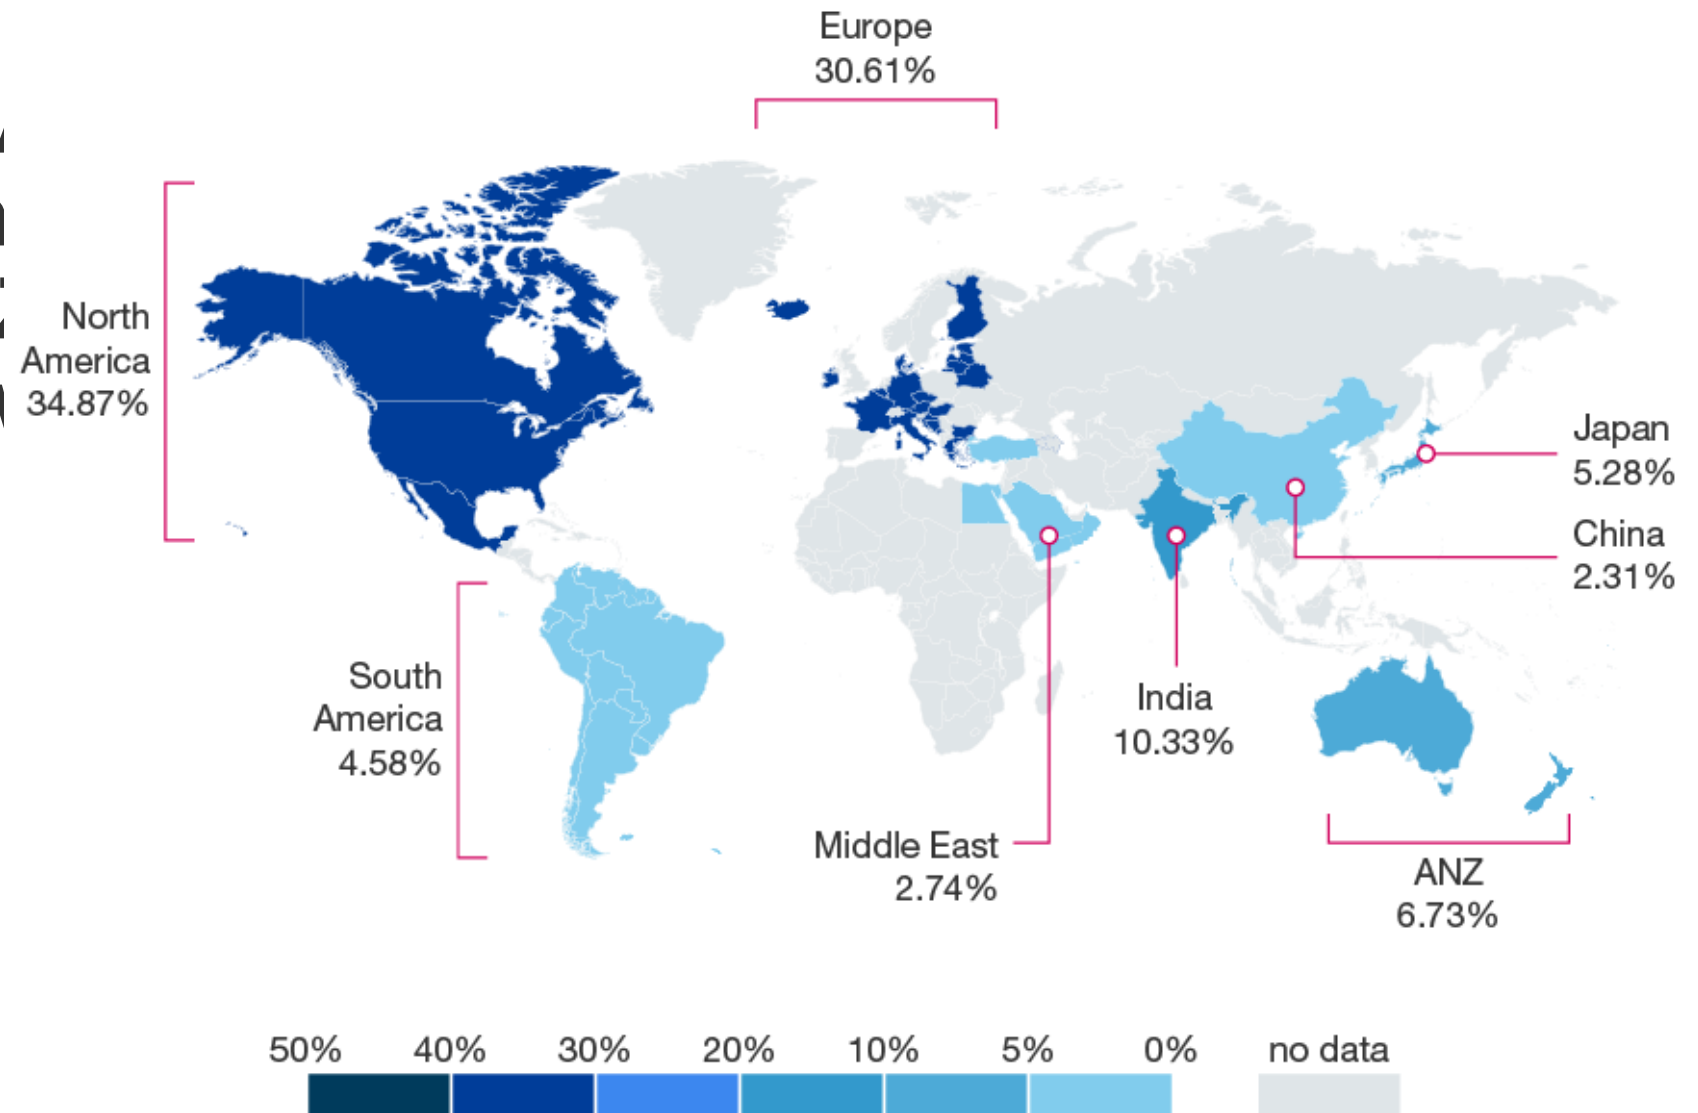 Europe
30.61%
North
America
34.87%
Japan
5.28%
China
2.31%
South
America
4.58%
India
10.33%
Middle East
2.74%
ANZ
6.73%
50% 40% 30% 20% 10% 5% 0% no data